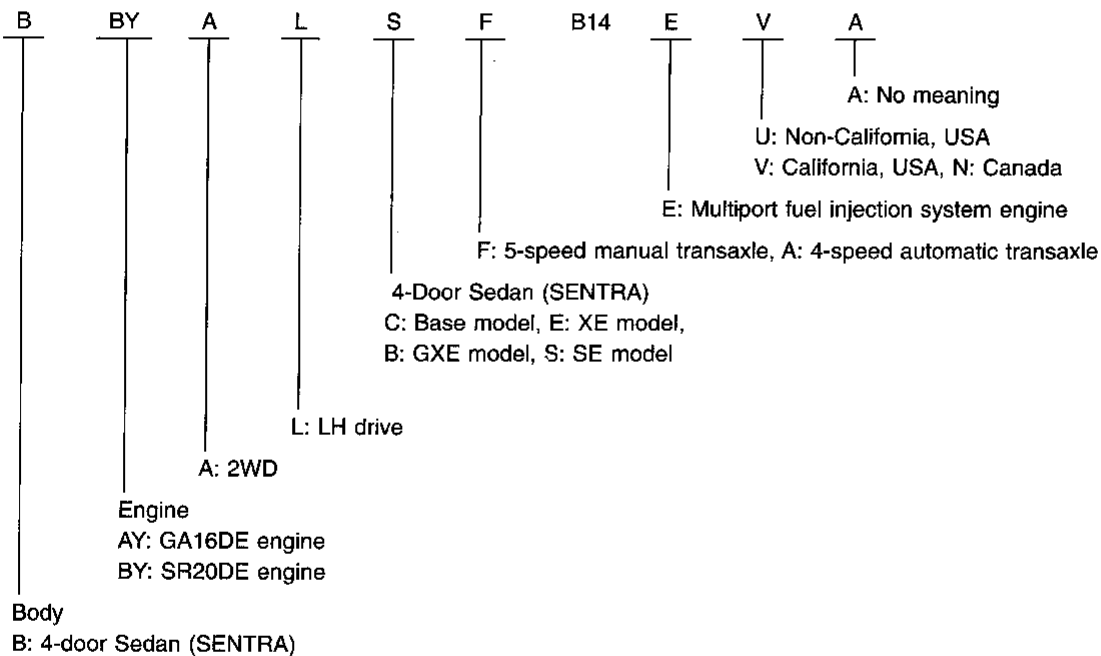 B BY A L S F B14 E V A
A: No meaning
U: Non-California, USA
V: California, USA, N: Canada
E: Multiport fuel injection system engine
F: 5-speed manual transaxle, A: 4-speed automatic transaxle
4-Door Sedan (SENTRA)
C: Base model, E: XE model,
B: GXE model, S: SE model
L: LH drive
A: 2WD
Engine
AY: GA16DE engine
BY: SR20DE engine
Body
B: 4-door Sedan (SENTRA)